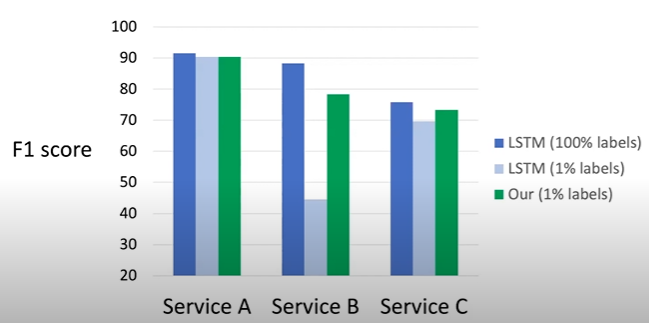 100
90
80
70
60
50
40
30
20
F1 score
Service A
Service B
Service C
LSTM (100% labels)
LSTM (1% labels)
Our (1% labels)